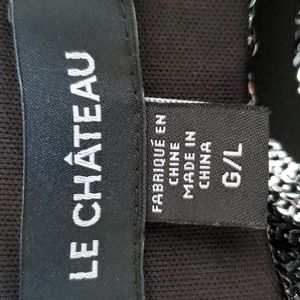 LE CHÂTEAU
FABRIQUÉ EN
CHINE
MADE IN
CHINA
G/L